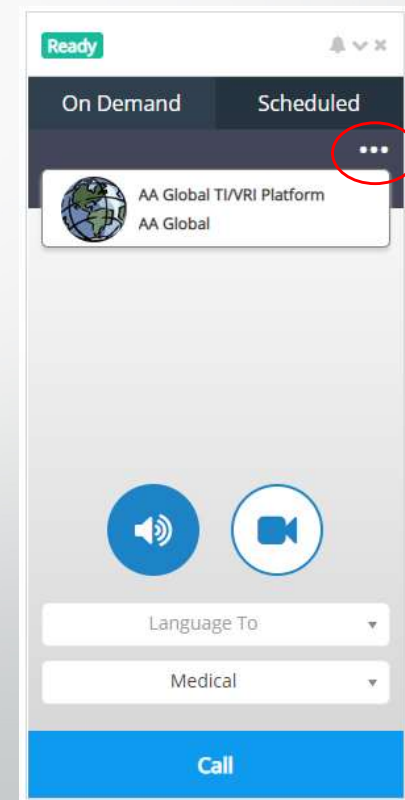 Ready
On Demand Scheduled
AA Global TI/VRI Platform
AA Global
Language To
Medical
Call